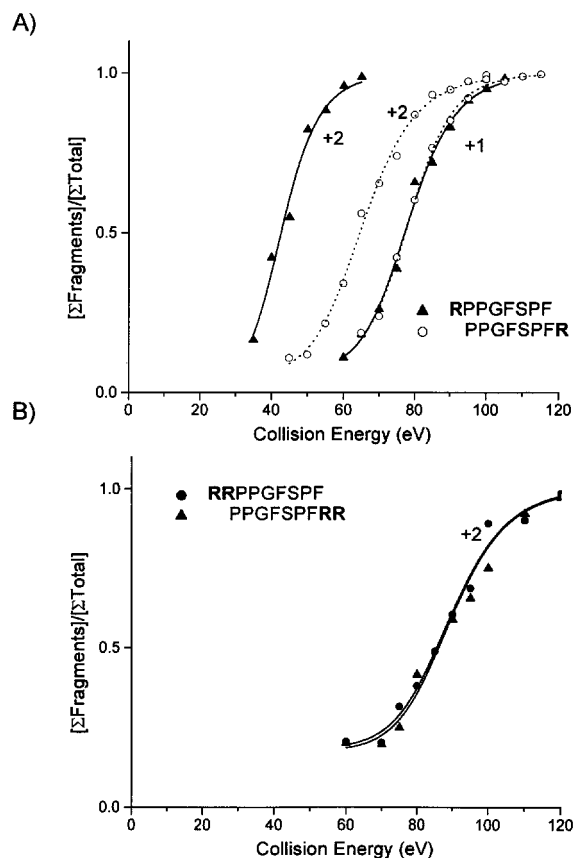 A)
[ΣFragments]/[ΣTotal]
1.0
0.5
0.0
+2
+2
+1
RPPGFSPF
PPGFSPFR
0 20 40 60 80 100 120
Collision Energy (eV)
B)
[ΣFragments]/[ΣTotal]
1.0
0.5
0.0
RRPPGFSPF
PPGFSPFRR
+2
0 20 40 60 80 100 120
Collision Energy (eV)